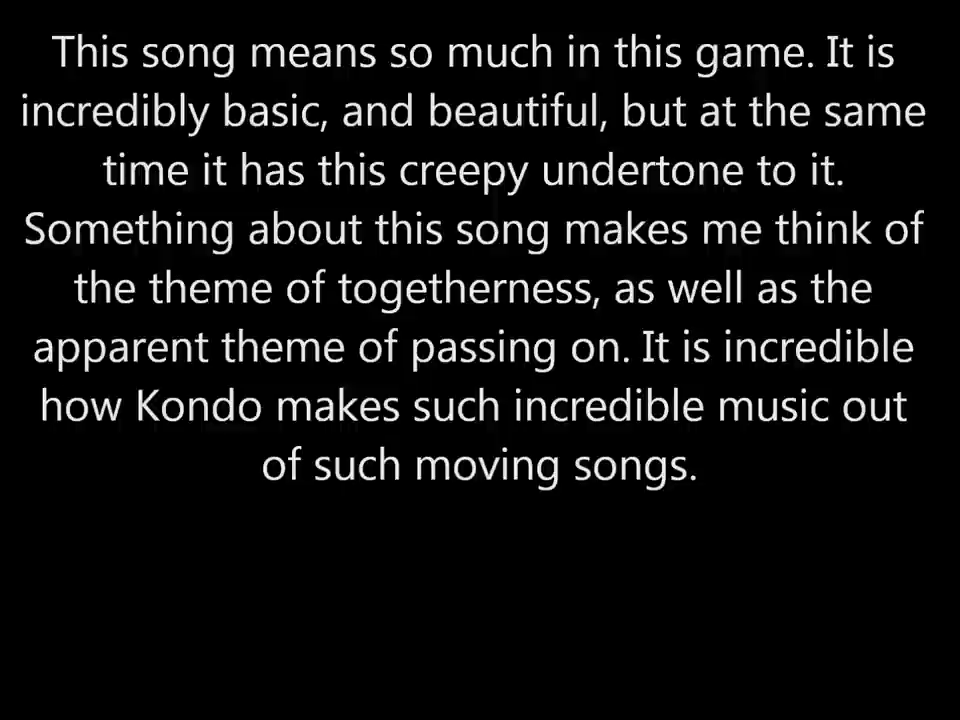 This song means so much in this game. It is
incredibly basic, and beautiful, but at the same
time it has this creepy undertone to it.
Something about this song makes me think of
the theme of togetherness, as well as the
apparent theme of passing on. It is incredible
how Kondo makes such incredible music out
of such moving songs.